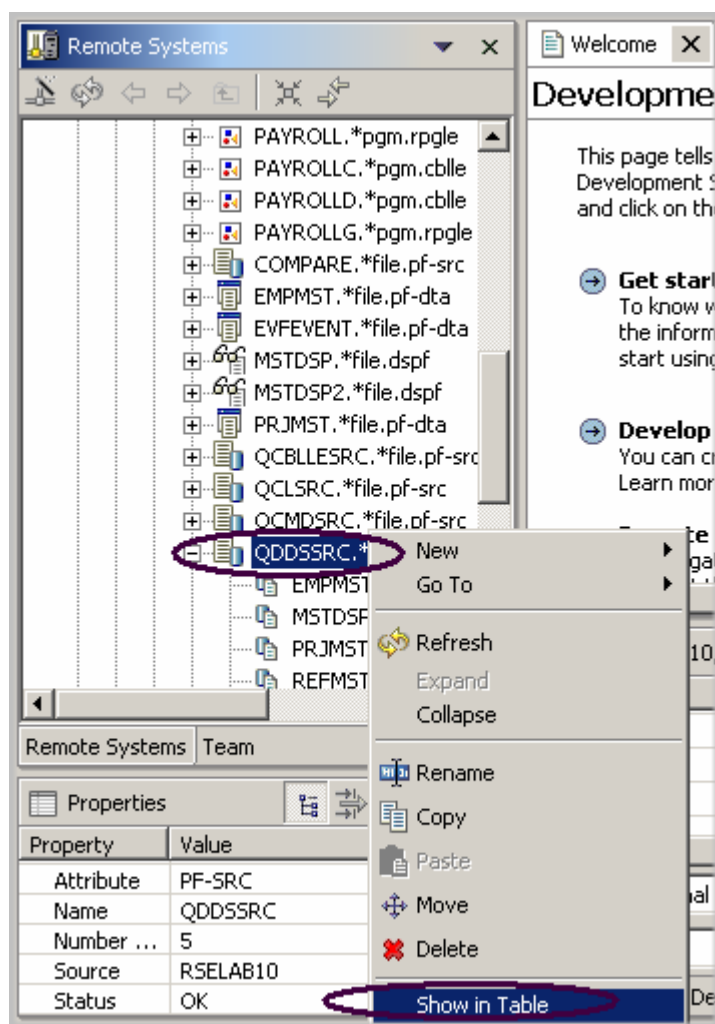 Remote Systems
Welcome
Developme
PAYROLL.*pgm.rpgle
PAYROLLC.*pgm.cblle
PAYROLLD.*pgm.cblle
PAYROLLG.*pgm.rpgle
COMPARE.*file.pf-src
EMPMST.*file.pf-dta
EVFEVENT.*file.pf-dta
MSTDSP.*file.dspf
MSTDSP2.*file.dspf
PRJMST.*file.pf-dta
QCBLLESRC.*file.pf-src
QCLSRC.*file.pf-src
QCMDSRC.*file.pf-src
QDDSSRC.*
EMPMST
MSTDSP
PRJMST
REFMST
This page tells
Development
and click on th
Get start
To know w
the inform
start using
Develop
You can cr
Learn mor
te
gat
New
Go To
Refresh
Expand
Collapse
Rename
Copy
Paste
Move
Delete
Show in Table
10
al
De
Remote Systems Team
Properties
Property Value
Attribute PF-SRC
Name QDDSSRC
Number ... 5
Source RSELAB10
Status OK